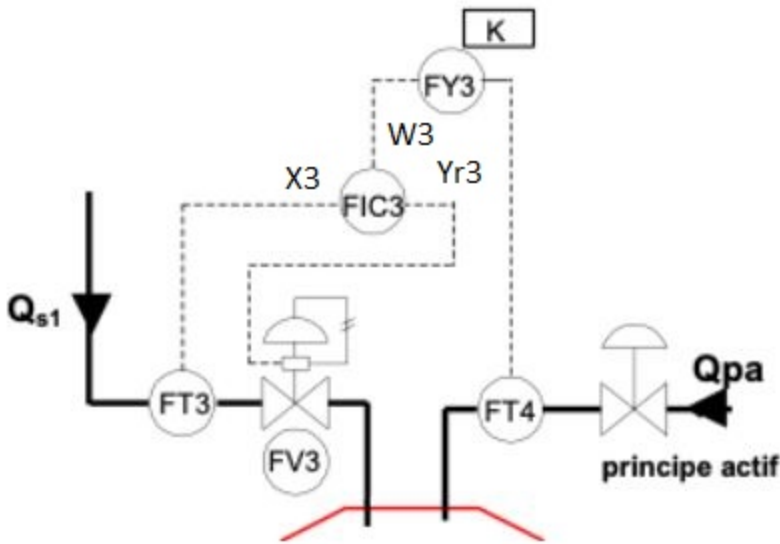 K
FY3
W3
X3
Yr3
FIC3
Qs1
Qpa
FT3
FT4
FV3
principe actif